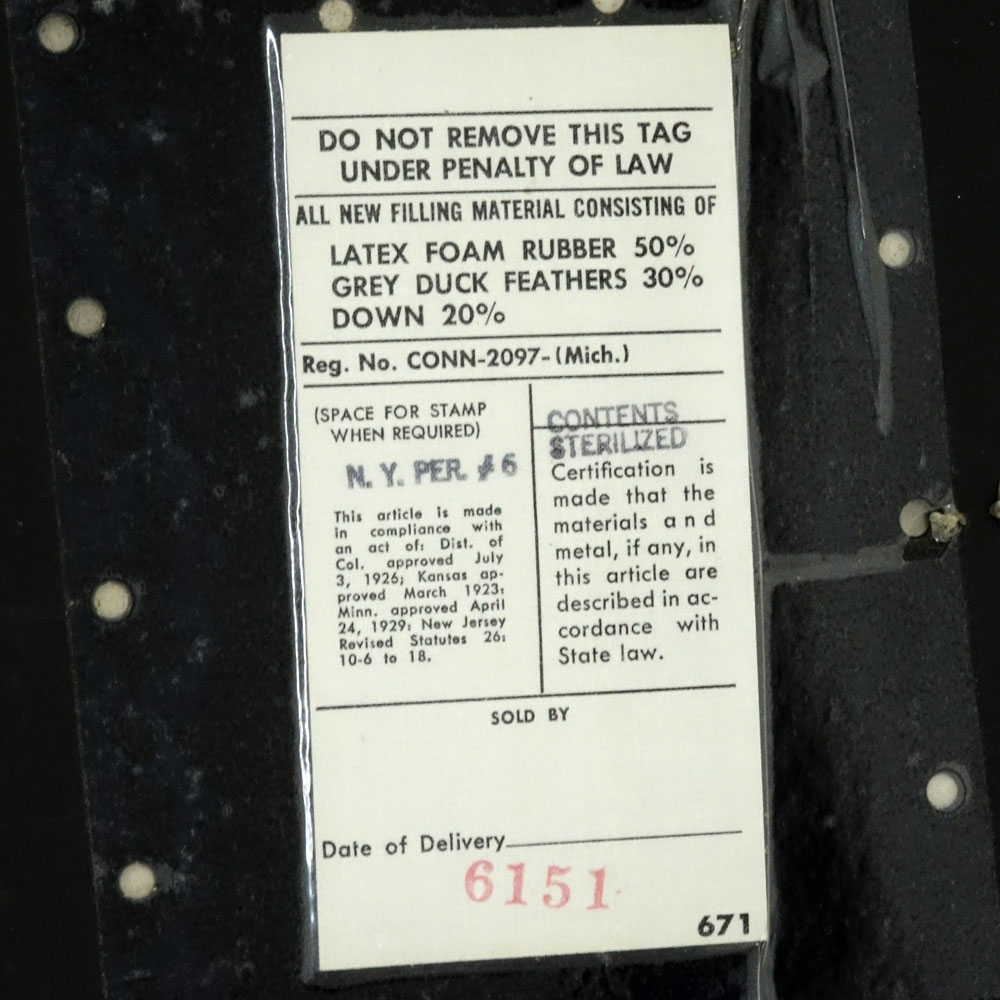 DO NOT REMOVE THIS TAG
UNDER PENALTY OF LAW
ALL NEW FILLING MATERIAL CONSISTING OF
LATEX FOAM RUBBER 50%
GREY DUCK FEATHERS 30%
DOWN 20%
Reg. No. CONN-2097-(Mich.)
(SPACE FOR STAMP
WHEN REQUIRED)
N. Y. PER. #6
This article is made
in compliance with
an act of: Dist. of
Col. approved July
3, 1926; Kansas ap-
proved March 1923;
Minn. approved April
24, 1929; New Jersey
Revised Statutes 26:
10-6 to 18.
CONTENTS
STERILIZED
Certification is
made that the
materials and
metal, if any, in
this article are
described in ac-
cordance with
State law.
SOLD BY
Date of Delivery
6151
671